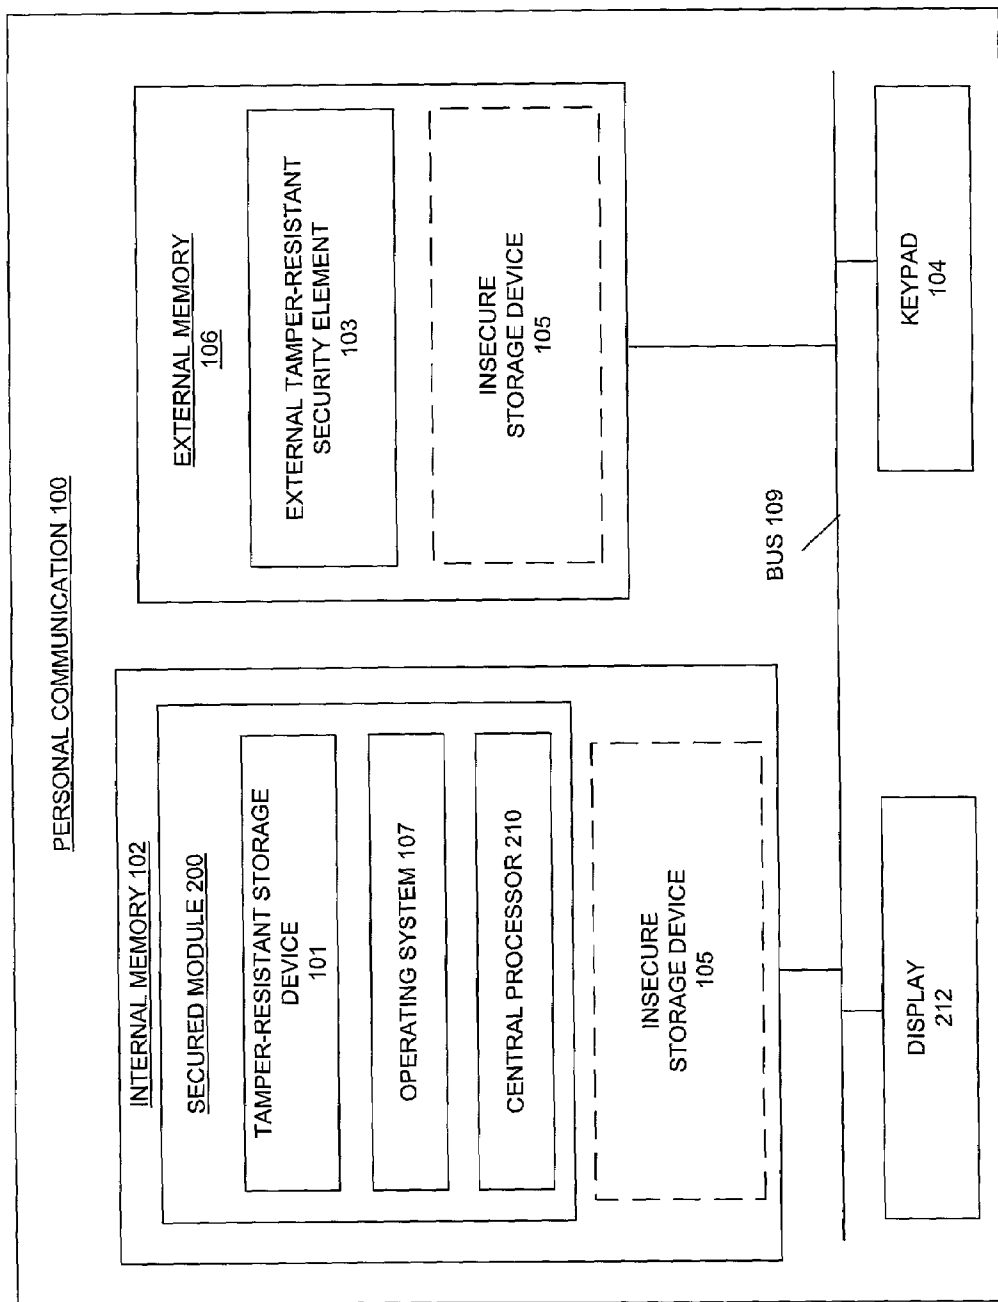 PERSONAL COMMUNICATION 100
INTERNAL MEMORY 102
SECURED MODULE 200
TAMPER-RESISTANT STORAGE
DEVICE
101
OPERATING SYSTEM 107
CENTRAL PROCESSOR 210
INSECURE
STORAGE DEVICE
105
EXTERNAL MEMORY
106
EXTERNAL TAMPER-RESISTANT
SECURITY ELEMENT
103
INSECURE
STORAGE DEVICE
105
BUS 109
DISPLAY
212
KEYPAD
104